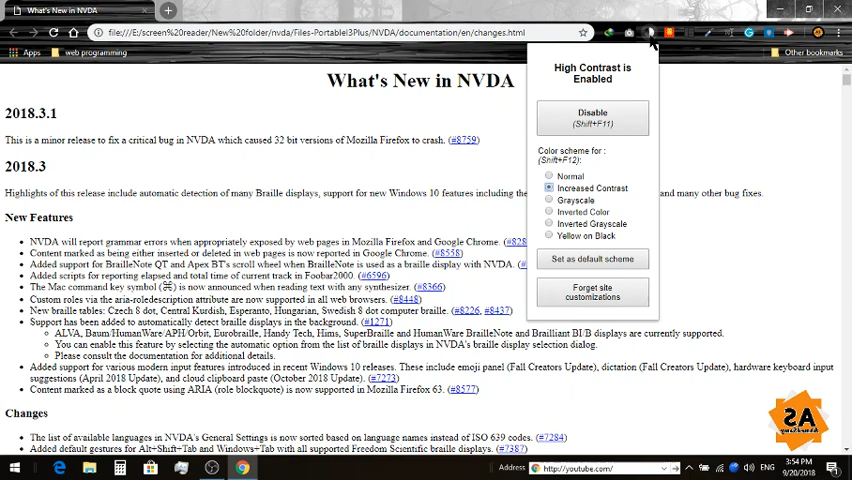 What's New in NVDA
file:///E:/screen%20reader/New%20folder/nvda/Files-Portable3Plus/NVDA/documentation/en/changes.html
Apps
web programming
Other bookmarks
What's New in NVDA
2018.3.1
This is a minor release to fix a critical bug in NVDA which caused 32 bit versions of Mozilla Firefox to crash. (#8759)
2018.3
Highlights of this release include automatic detection of many Braille displays, support for new Windows 10 features including the
and many other bug fixes.
New Features
NVDA will report grammar errors when appropriately exposed by web pages in Mozilla Firefox and Google Chrome. (#828
Content marked as being either inserted or deleted in web pages is now reported in Google Chrome. (#8558)
Added support for BrailleNote QT and Apex BT's scroll wheel when BrailleNote is used as a braille display with NVDA. (#
Added scripts for reporting elapsed and total time of current track in Foobar2000. (#6596)
The Mac command key symbol (⌘) is now announced when reading text with any synthesizer. (#8366)
Custom roles via the aria-roledescription attribute are now supported in all web browsers. (#8448)
New braille tables: Czech 8 dot, Central Kurdish, Esperanto, Hungarian, Swedish 8 dot computer braille. (#8226, #8437)
Support has been added to automatically detect braille displays in the background. (#1271)
ALVA, Baum/HumanWare/APH/Orbit, Eurobraille, Handy Tech, Hims, SuperBraille and HumanWare BrailleNote and Brailliant BI/B displays are currently supported.
You can enable this feature by selecting the automatic option from the list of braille displays in NVDA's braille display selection dialog.
Please consult the documentation for additional details.
Added support for various modern input features introduced in recent Windows 10 releases. These include emoji panel (Fall Creators Update), dictation (Fall Creators Update), hardware keyboard input
suggestions (April 2018 Update), and cloud clipboard paste (October 2018 Update). (#7273)
Content marked as a block quote using ARIA (role blockquote) is now supported in Mozilla Firefox 63. (#8577)
Changes
The list of available languages in NVDA's General Settings is now sorted based on language names instead of ISO 639 codes. (#7284)
Added default gestures for Alt+Shift+Tab and Windows+Tab with all supported Freedom Scientific braille displays. (#7387)
High Contrast is
Enabled
Disable
(Shift+F11)
Color scheme for :
(Shift+F12):
Normal
Increased Contrast
Grayscale
Inverted Color
Inverted Grayscale
Yellow on Black
Set as default scheme
Forget site
customizations
Address
http://youtube.com/
ENG
3:54 PM
9/20/2018